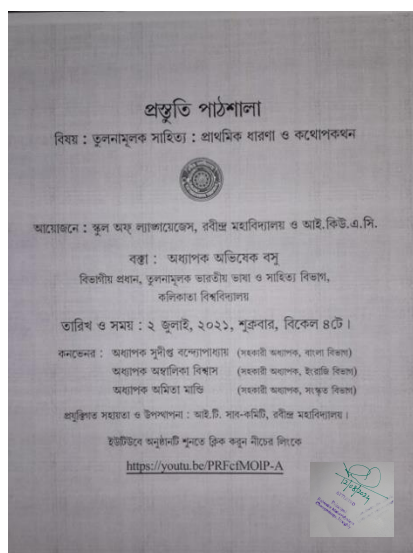 প্রস্তুতি পাঠশালা
বিষয় : তুলনামূলক সাহিত্য : প্রাথমিক ধারণা ও কথোপকথন
আয়োজনে : স্কুল অফ্ ল্যাঙ্গুয়েজেস, রবীন্দ্র মহাবিদ্যালয় ও আই.কিউ.এ.সি.
বক্তা : অধ্যাপক অভিষেক বসু
বিভাগীয় প্রধান, তুলনামূলক ভারতীয় ভাষা ও সাহিত্য বিভাগ,
কলিকাতা বিশ্ববিদ্যালয়
তারিখ ও সময় : ২ জুলাই, ২০২১, শুক্রবার, বিকেল ৪টে।
কনভেনর : অধ্যাপক সুদীপ্ত বন্দ্যোপাধ্যায় (সহকারী অধ্যাপক, বাংলা বিভাগ)
অধ্যাপক অম্বালিকা বিশ্বাস (সহকারী অধ্যাপক, ইংরাজি বিভাগ)
অধ্যাপক অমিতা মান্ডি (সহকারী অধ্যাপক, সংস্কৃত বিভাগ)
প্রযুক্তিগত সহায়তা ও উপস্থাপনা : আই.টি. সাব-কমিটি, রবীন্দ্র মহাবিদ্যালয়।
ইউটিউবে অনুষ্ঠানটি শুনতে ক্লিক করুন নীচের লিংকে
https://youtu.be/PRFcfMOlP-A